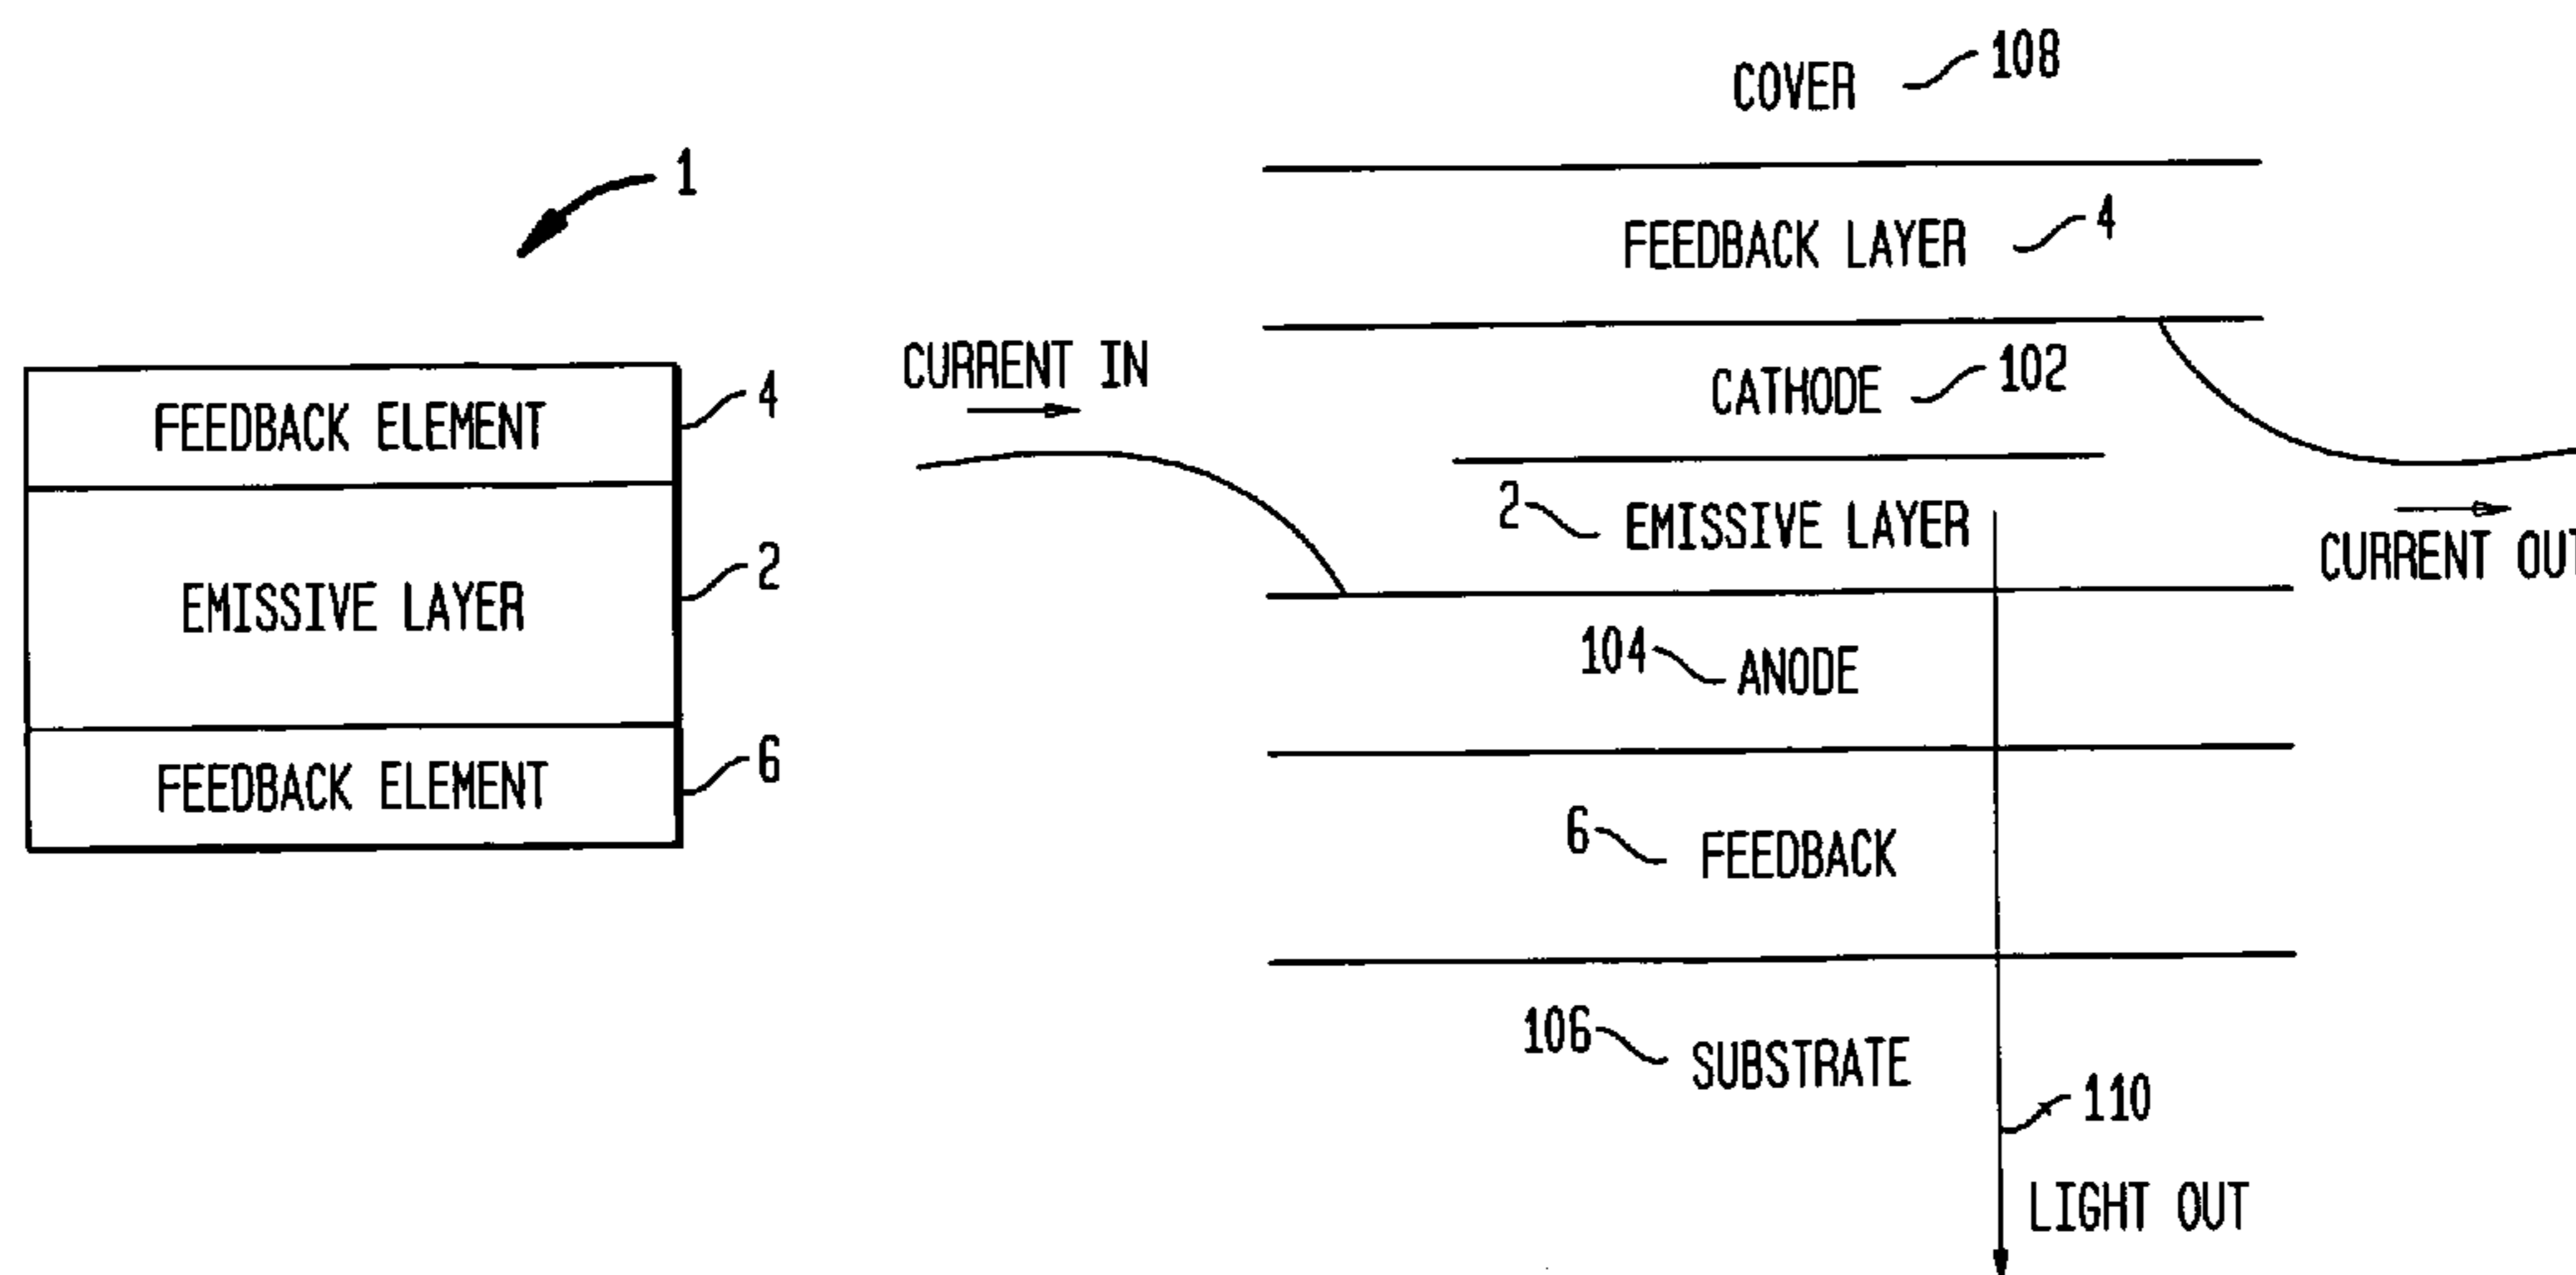 1
FEEDBACK ELEMENT 4
EMISSIVE LAYER 2
FEEDBACK ELEMENT 6
COVER 108
FEEDBACK LAYER 4
CURRENT IN
CATHODE 102
2 EMISSIVE LAYER
CURRENT OUT
104 ANODE
6 FEEDBACK
106 SUBSTRATE
110
LIGHT OUT